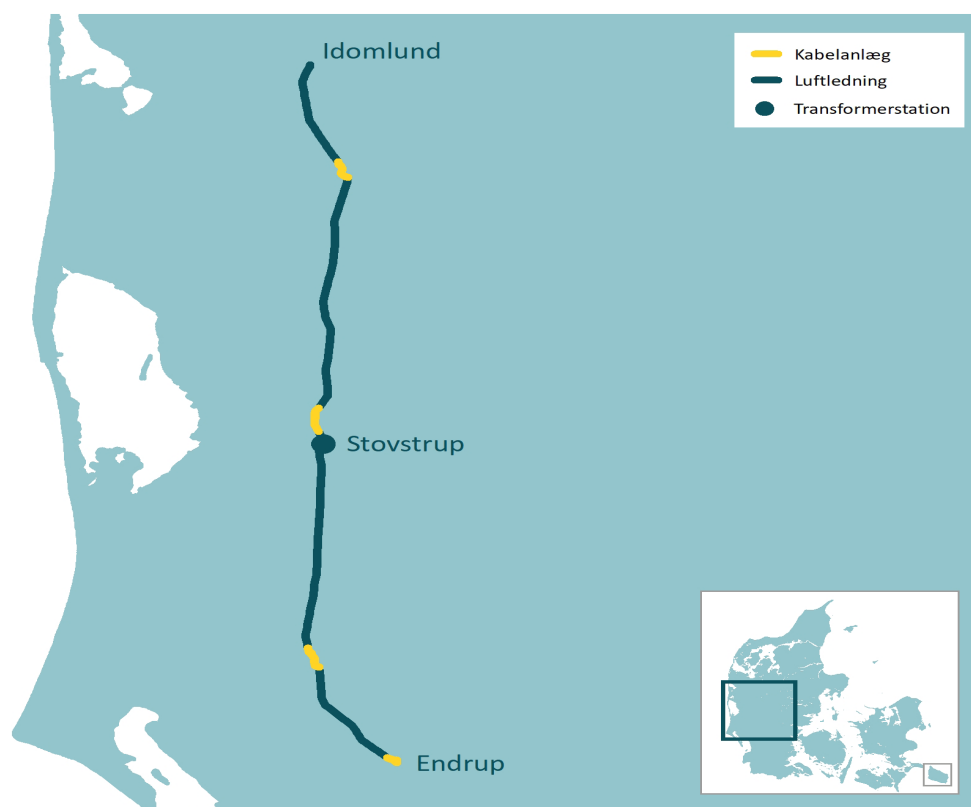 Idomlund
Kabelanlæg
Luftledning
Transformerstation
Stovstrup
Endrup